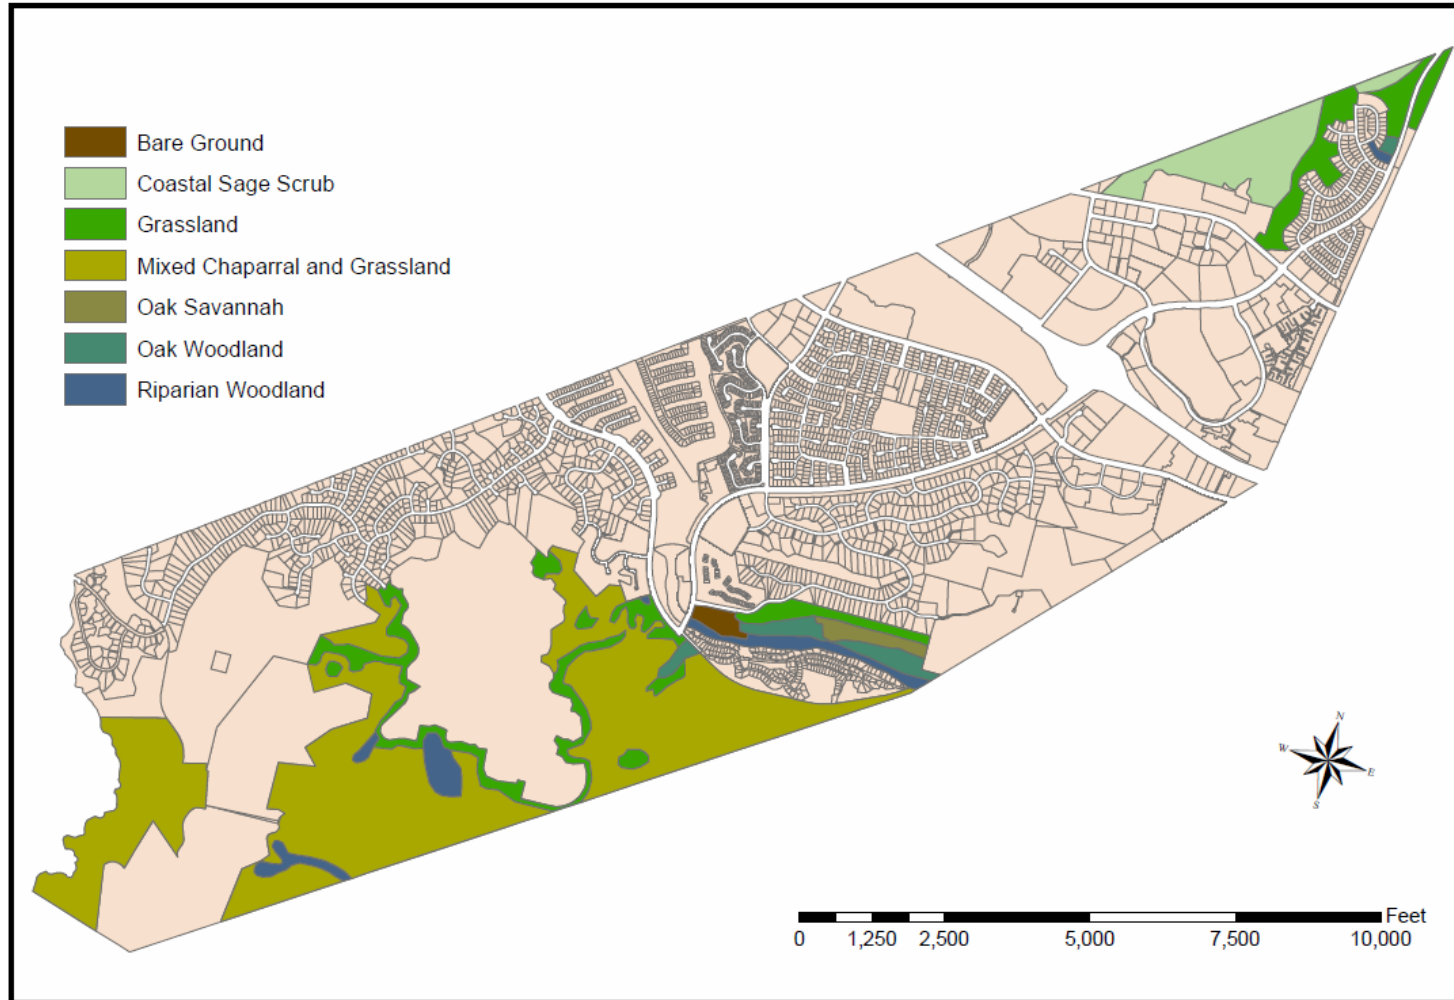 Bare Ground
Coastal Sage Scrub
Grassland
Mixed Chaparral and Grassland
Oak Savannah
Oak Woodland
Riparian Woodland
N
W
E
S
Feet
0 1,250 2,500 5,000 7,500 10,000